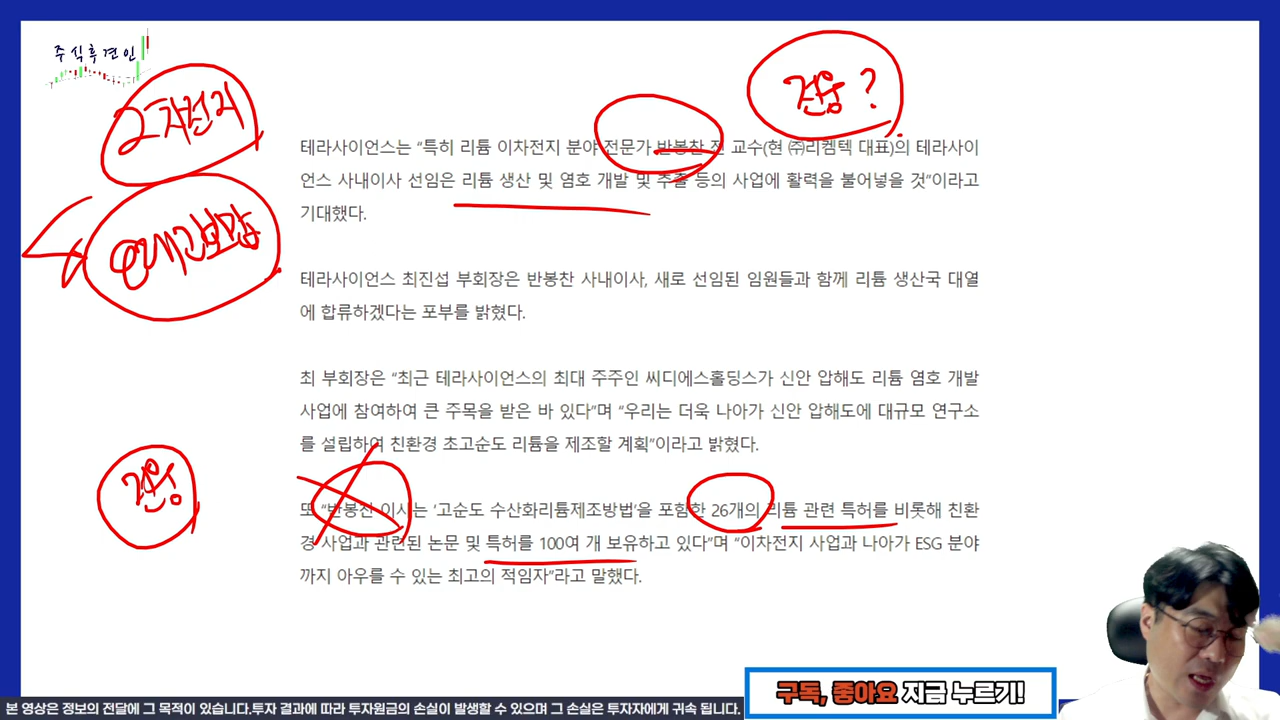 주식후견인
2차전지
전웅?
테라사이언스는 “특히 리튬 이차전지 분야 전문가 반봉찬 전 교수(현 ㈜리켐텍 대표)의 테라사이
언스 사내이사 선임은 리튬 생산 및 염호 개발 및 추출 등의 사업에 활력을 불어넣을 것”이라고
기대했다.
테라사이언스 최진섭 부회장은 반봉찬 사내이사, 새로 선임된 임원들과 함께 리튬 생산국 대열
에 합류하겠다는 포부를 밝혔다.
최 부회장은 “최근 테라사이언스의 최대 주주인 씨디에스홀딩스가 신안 압해도 리튬 염호 개발
사업에 참여하여 큰 주목을 받은 바 있다”며 “우리는 더욱 나아가 신안 압해도에 대규모 연구소
를 설립하여 친환경 초고순도 리튬을 제조할 계획”이라고 밝혔다.
전웅
또 “반봉찬 이사는 ‘고순도 수산화리튬제조방법’을 포함한 26개의 리튬 관련 특허를 비롯해 친환
경 사업과 관련된 논문 및 특허를 100여 개 보유하고 있다”며 “이차전지 사업과 나아가 ESG 분야
까지 아우를 수 있는 최고의 적임자”라고 말했다.
구독, 좋아요 지금 누르기!
본 영상은 정보의 전달에 그 목적이 있습니다.투자 결과에 따라 투자원금의 손실이 발생할 수 있으며 그 손실은 투자자에게 귀속 됩니다.